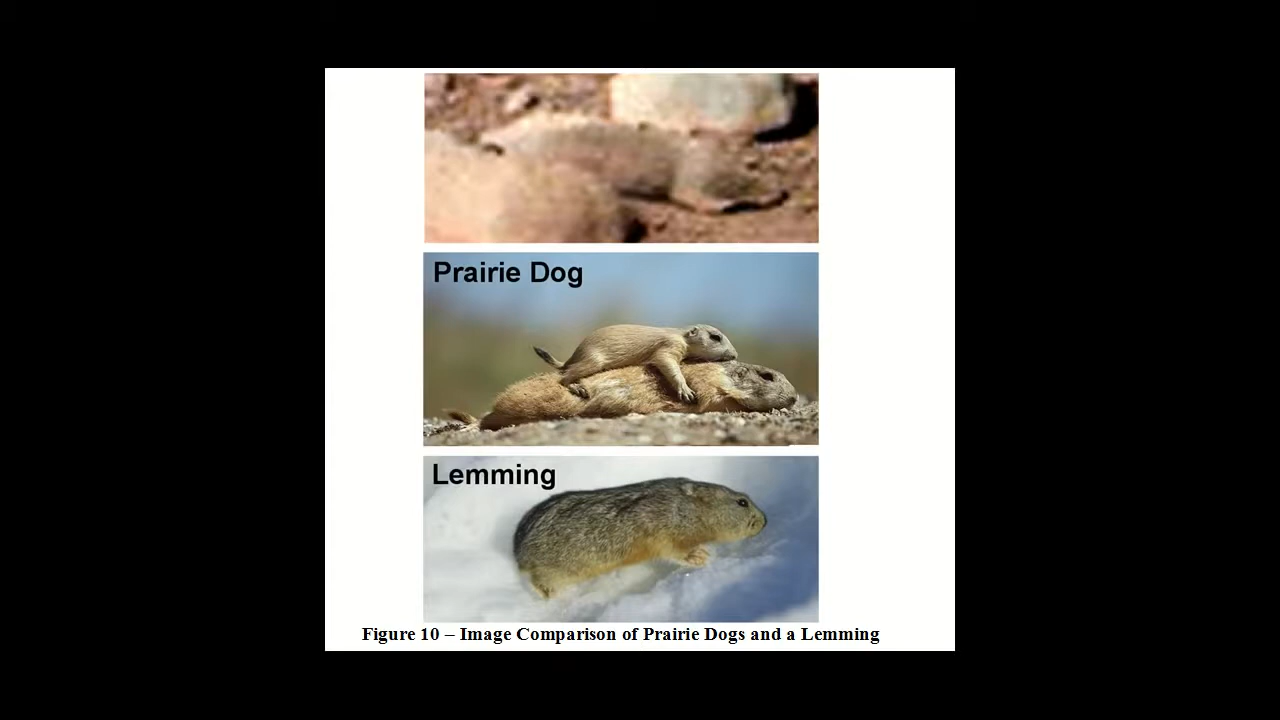 Prairie Dog
Lemming
Figure 10 – Image Comparison of Prairie Dogs and a Lemming